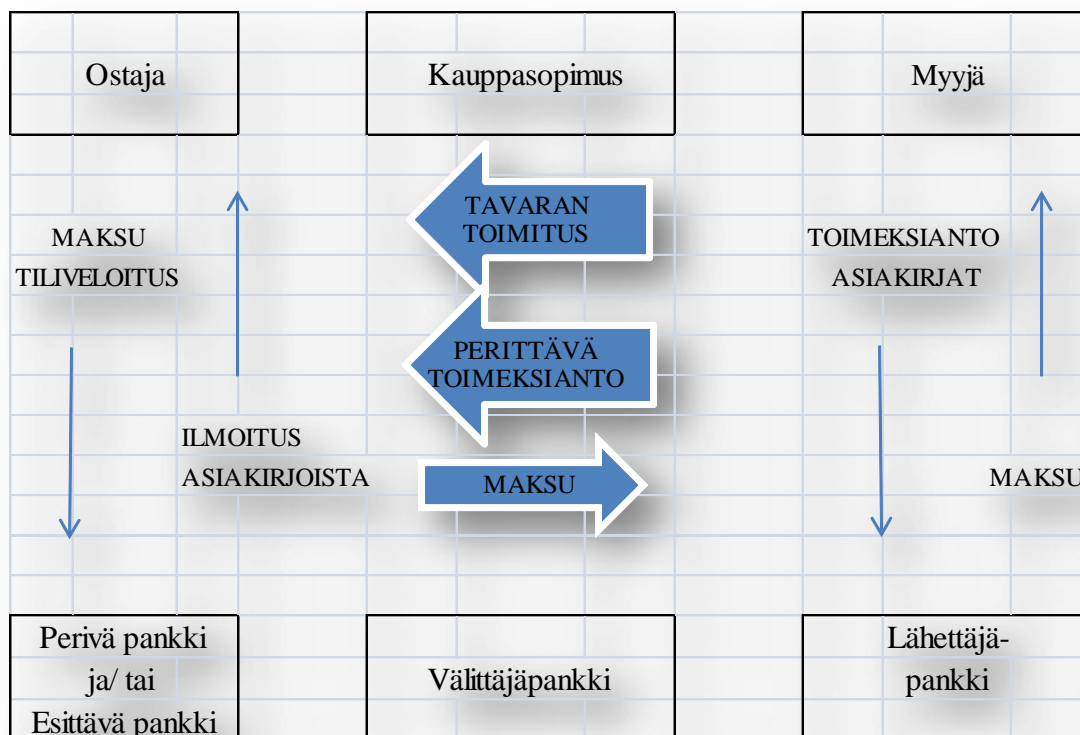 Ostaja
Kauppasopimus
Myyjä
TAVARAN
TOIMITUS
MAKSU
TILIVELOITUS
TOIMEKSIANTO
ASIAKIRJAT
PERITTÄVÄ
TOIMEKSIANTO
ILMOITUS
ASIAKIRJOISTA
MAKSU
MAKSU
Perivä pankki
ja/ tai
Esittävä pankki
Välittäjäpankki
Lähettäjä-
pankki